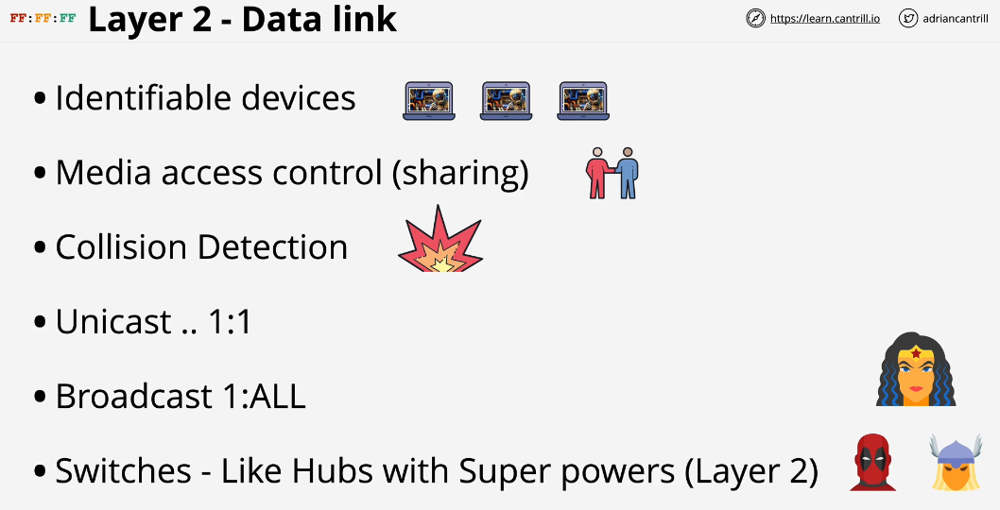 FF:FF:FF Layer 2 - Data link https://learn.cantrill.io adriancantrill
• Identifiable devices
• Media access control (sharing)
• Collision Detection
• Unicast .. 1:1
• Broadcast 1:ALL
• Switches - Like Hubs with Super powers (Layer 2)